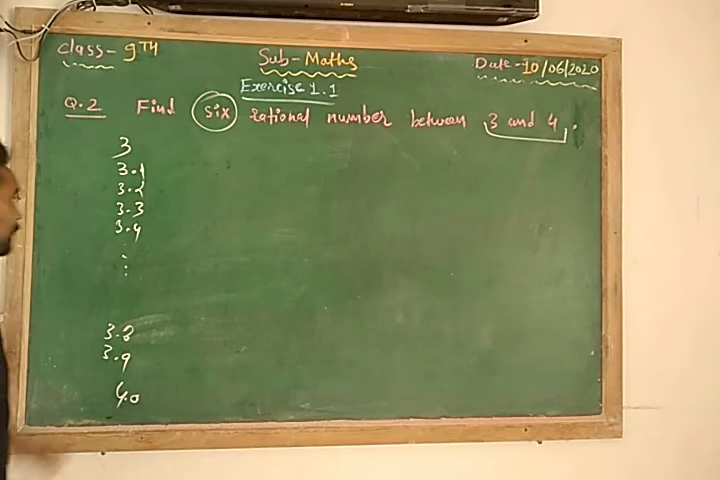 Class- 9TH
Sub-Maths
Date-10/06/2020
Exercise 1.1
Q.2 Find six rational number between 3 and 4.
3
3.1
3.2
3.3
3.4
3.8
3.9
4.0